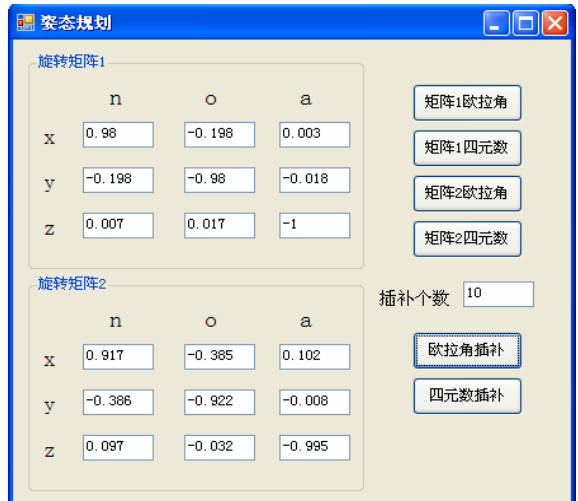 姿态规划
旋转矩阵1
n o a
x 0.98 -0.198 0.003
y -0.198 -0.98 -0.018
z 0.007 0.017 -1
旋转矩阵2
n o a
x 0.917 -0.385 0.102
y -0.386 -0.922 -0.008
z 0.097 -0.032 -0.995
矩阵1欧拉角
矩阵1四元数
矩阵2欧拉角
矩阵2四元数
插补个数 10
欧拉角插补
四元数插补